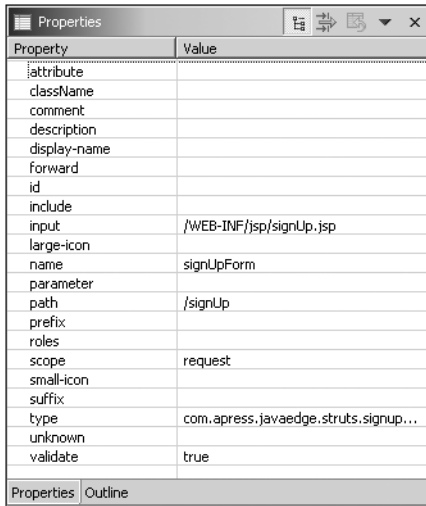 Properties
Property Value
attribute
className
comment
description
display-name
forward
id
include
input /WEB-INF/jsp/signUp.jsp
large-icon
name signUpForm
parameter
path /signUp
prefix
roles
scope request
small-icon
suffix
type com.apress.javaedge.struts.signup...
unknown
validate true
Properties Outline